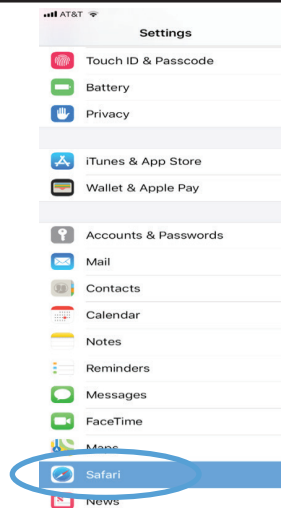 AT&T
Settings
Touch ID & Passcode
Battery
Privacy
iTunes & App Store
Wallet & Apple Pay
Accounts & Passwords
Mail
Contacts
Calendar
Notes
Reminders
Messages
FaceTime
Maps
Safari
News